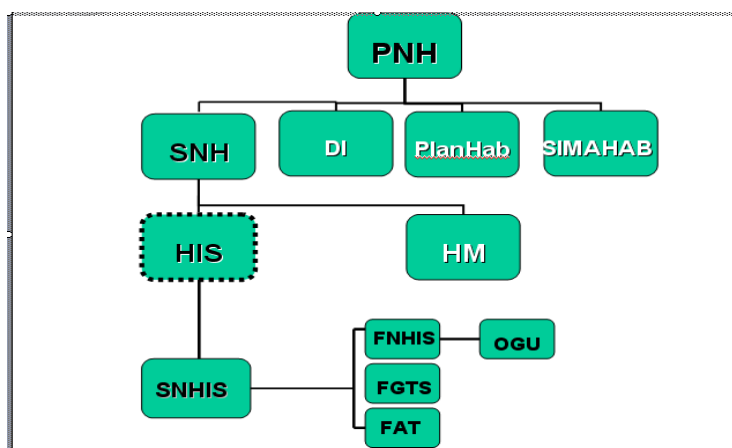 PNH
SNH
DI
PlanHab
SIMAHAB
HIS
HM
FNHIS
OGU
SNHIS
FGTS
FAT